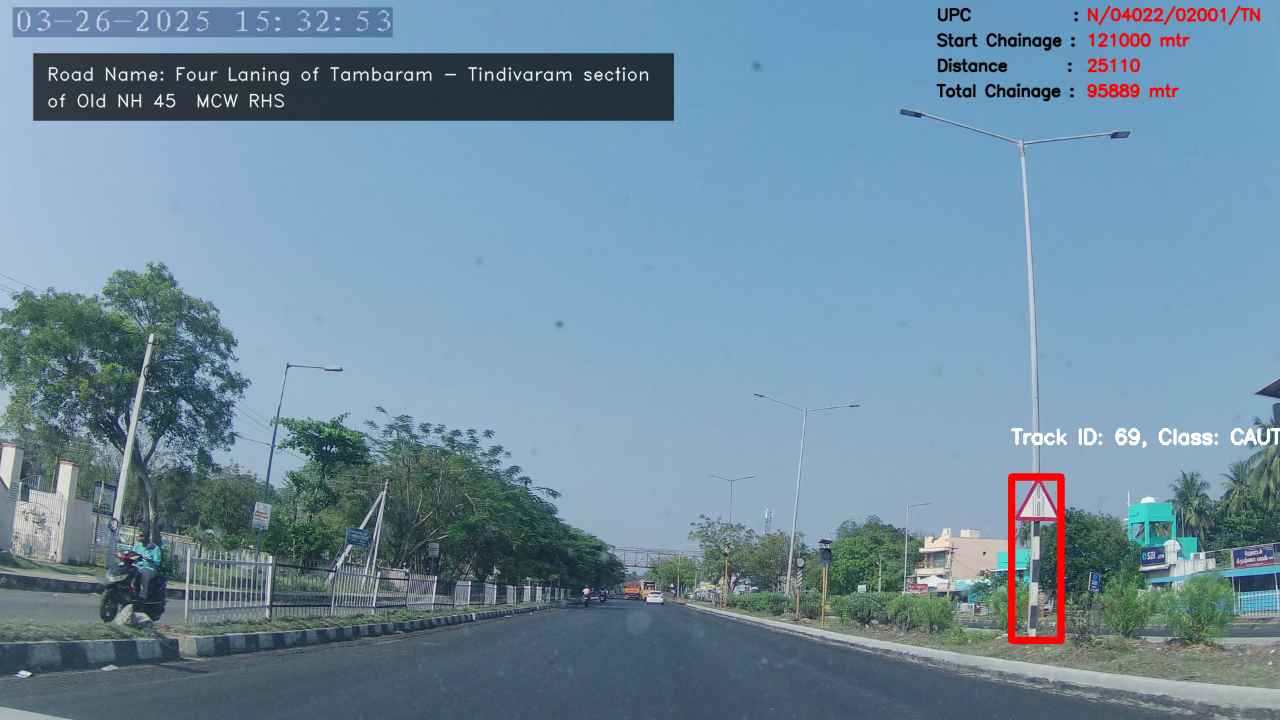 03-26-2025 15:32:53
Road Name: Four Laning of Tambaram - Tindivaram section
of Old NH 45 MCW RHS
UPC : N/04022/02001/TN
Start Chainage : 121000 mtr
Distance : 25110
Total Chainage : 95889 mtr
Track ID: 69, Class: CAUT
SBI